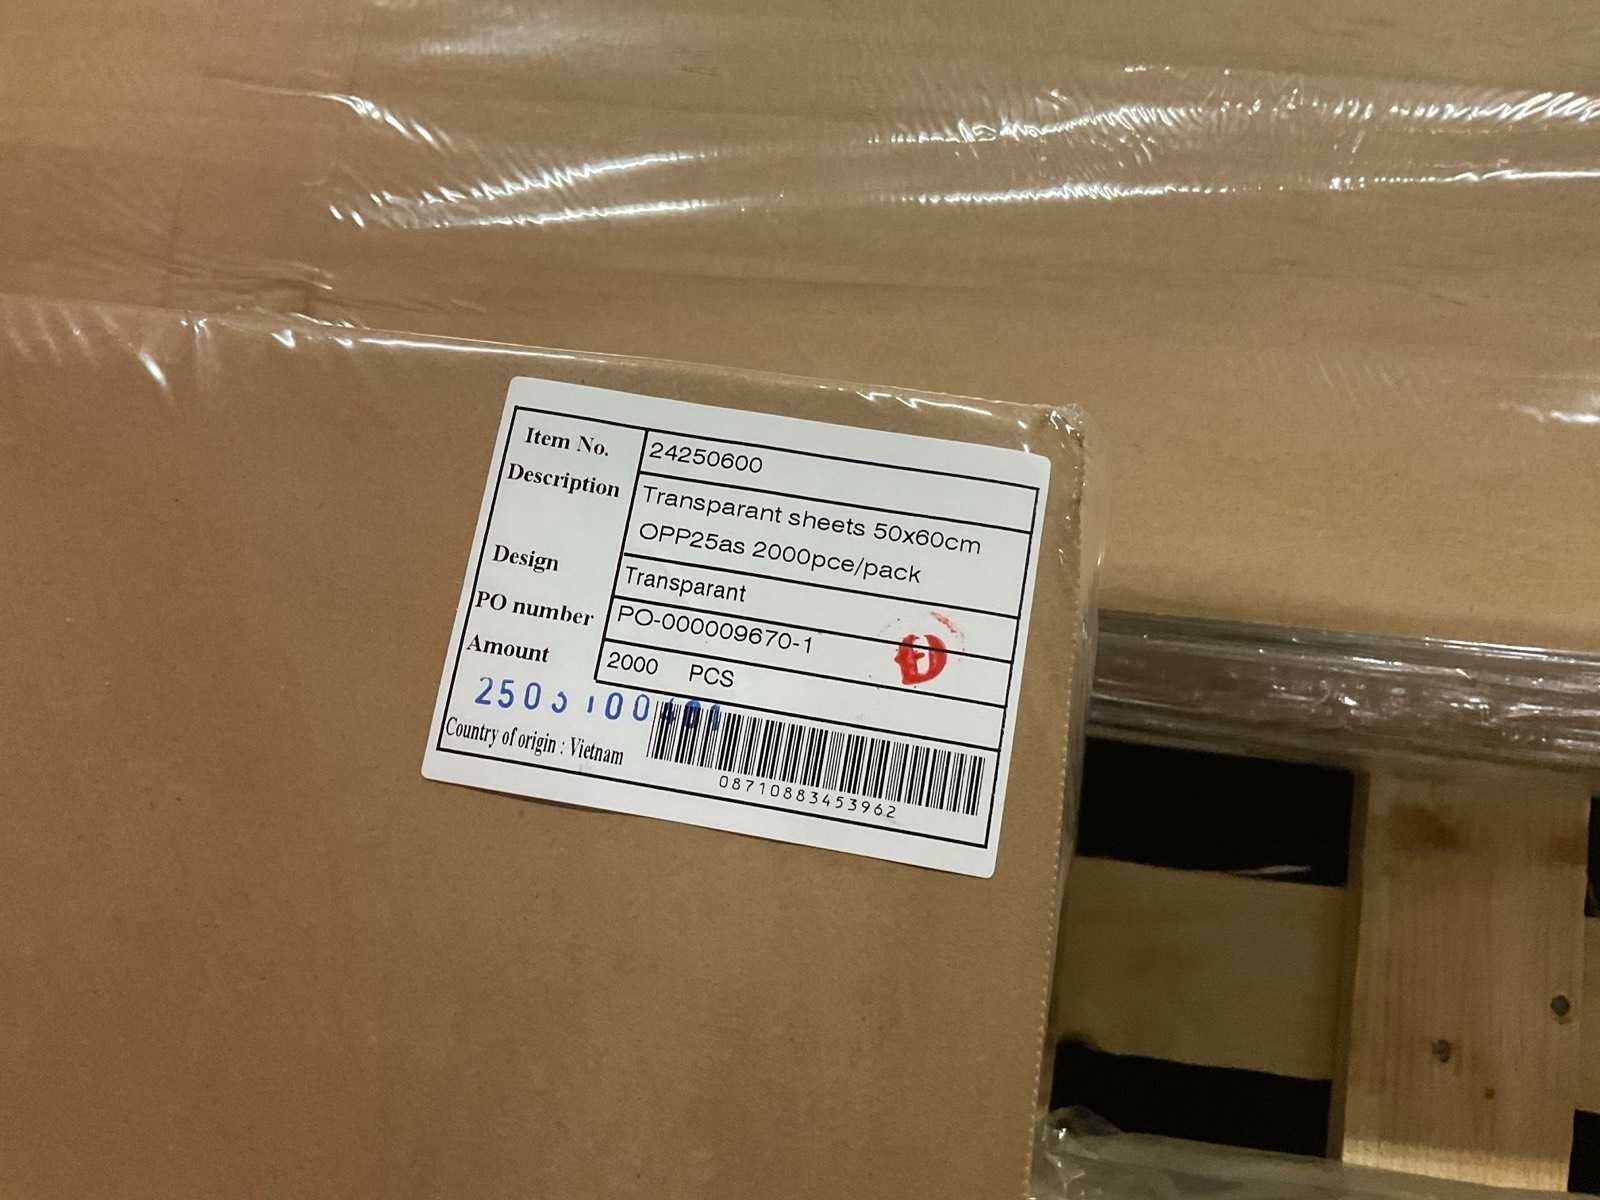 Item No. 24250600
Description Transparant sheets 50x60cm
OPP25as 2000pce/pack
Design Transparant
PO number PO-000009670-1
Amount 2000 PCS
Country of origin : Vietnam
08710883453962